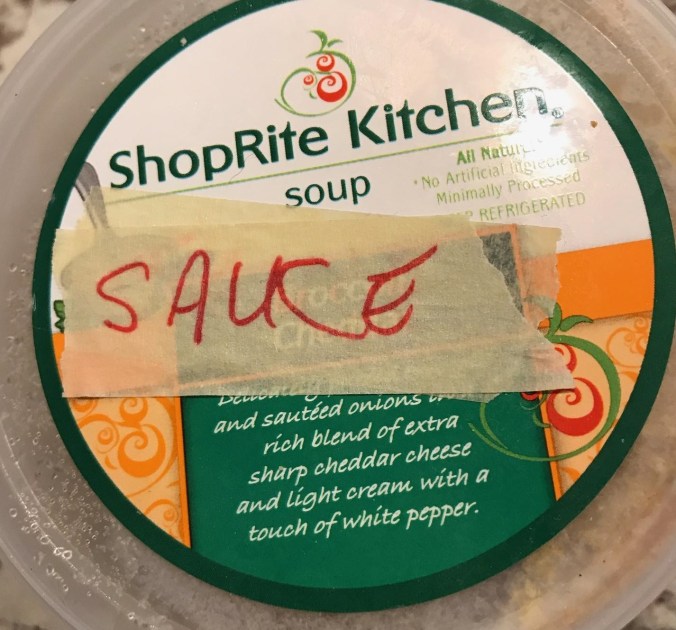 ShopRite Kitchen®
soup
All Natural
• No Artificial Ingredients
Minimally Processed
REFRIGERATED
SAUCE
and sautéed onions in
rich blend of extra
sharp cheddar cheese
and light cream with a
touch of white pepper.